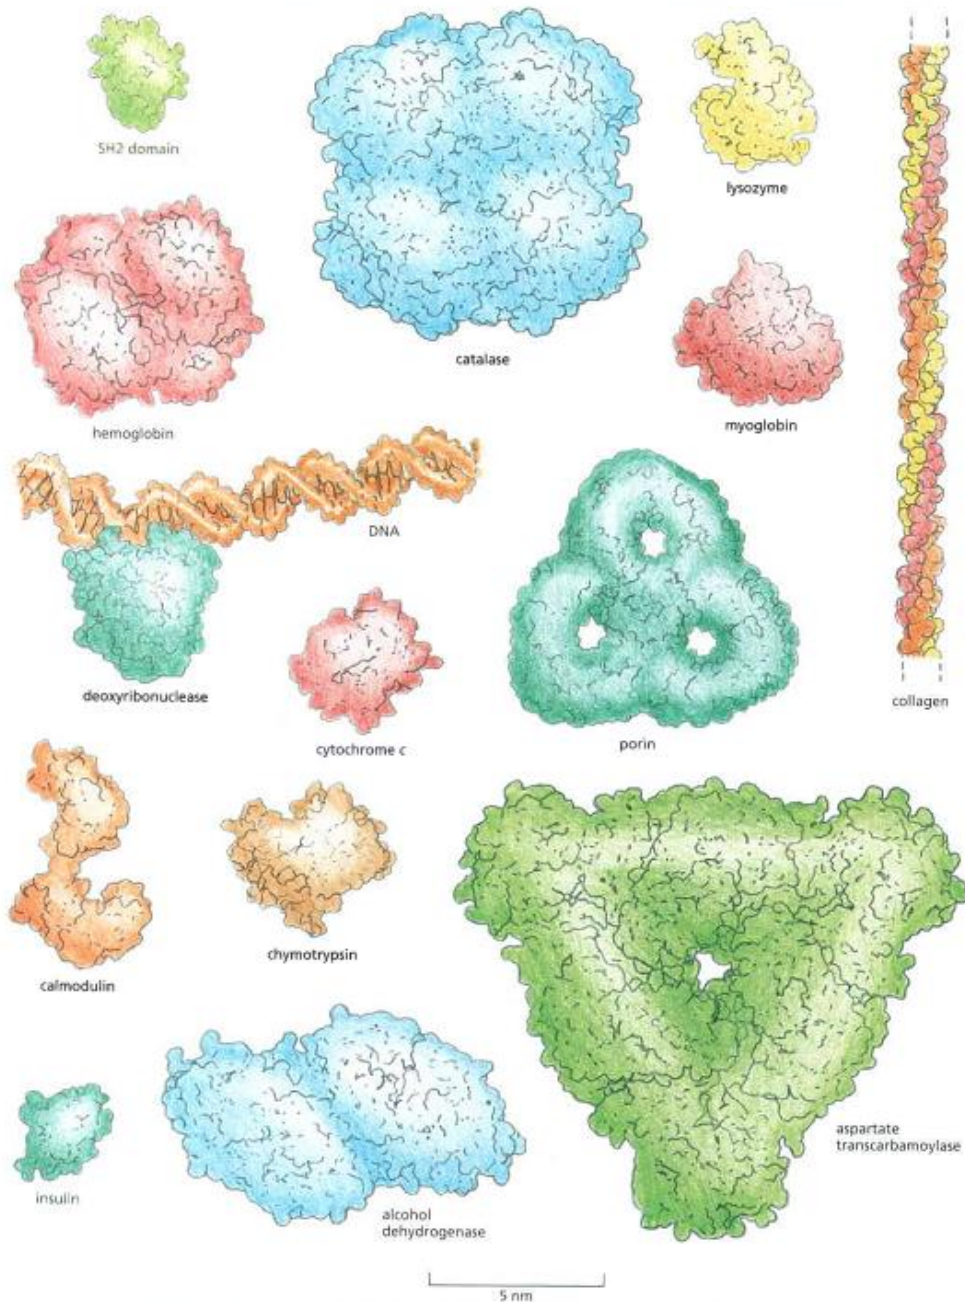 SH2 domain
lysozyme
catalase
myoglobin
hemoglobin
DNA
deoxyribonuclease
collagen
cytochrome c
porin
calmodulin
chymotrypsin
aspartate
transcarbamoylase
insulin
alcohol
dehydrogenase
5 nm